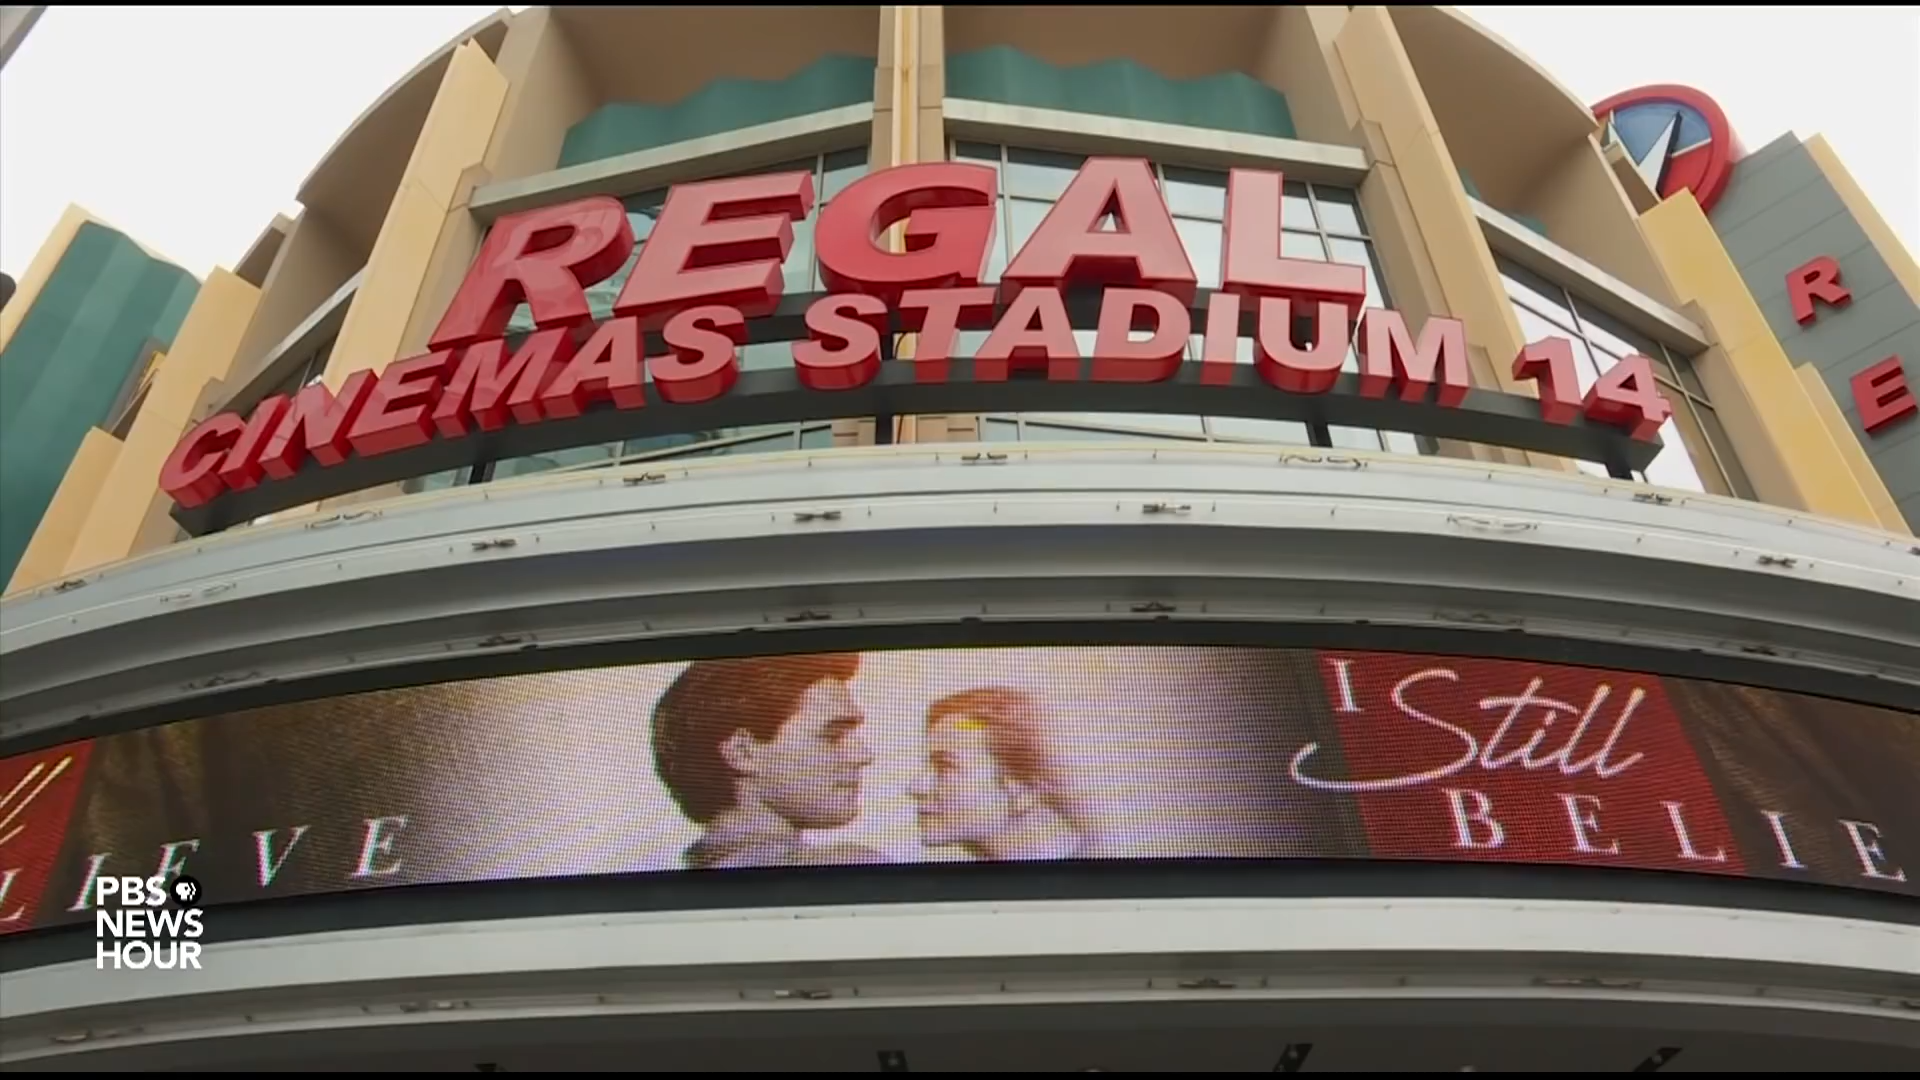 REGAL
CINEMAS STADIUM 14
R
E
I
Still
BELIE
l
LIEVE
PBS
NEWS
HOUR